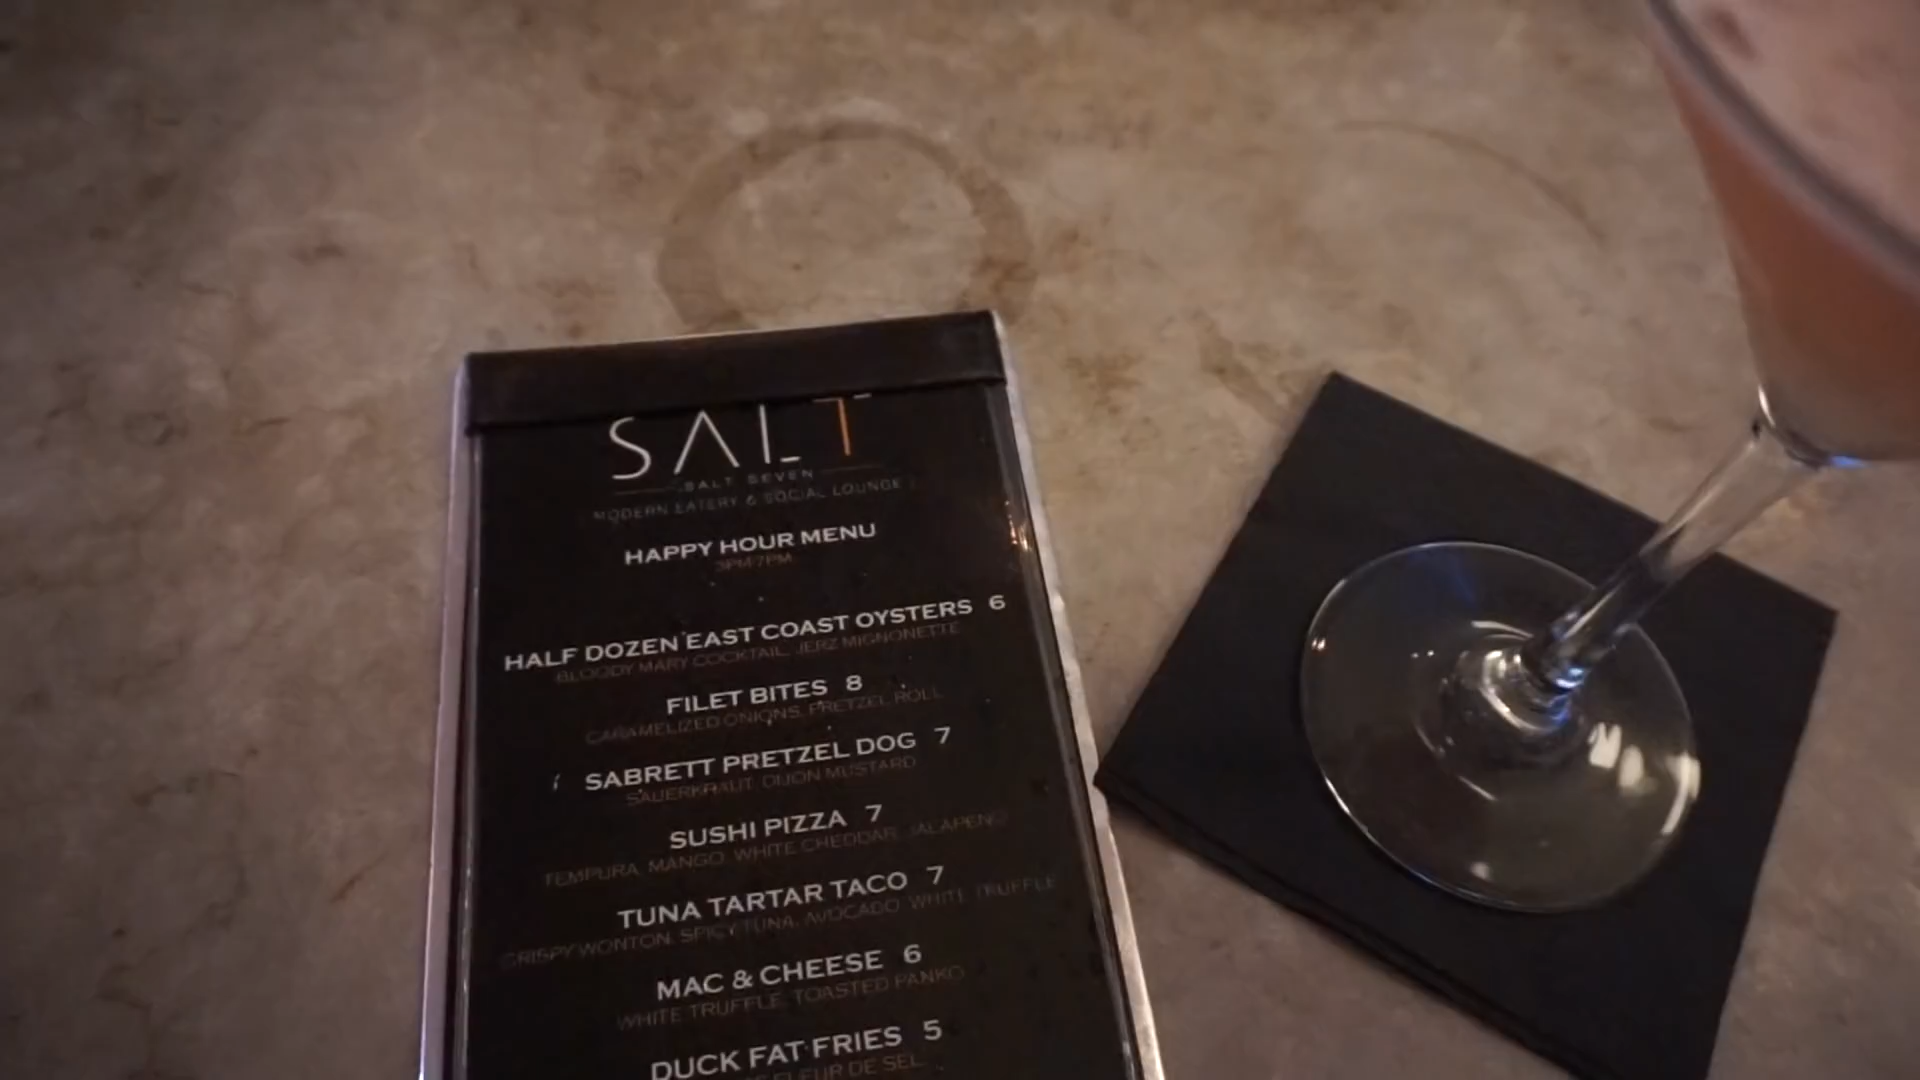 SALT
SALT SEVEN
MODERN EATERY & SOCIAL LOUNGE
HAPPY HOUR MENU
3PM-7PM
HALF DOZEN EAST COAST OYSTERS 6
BLOODY MARY COCKTAIL, JERZ MIGNONETTE
FILET BITES 8
CARAMELIZED ONIONS, PRETZEL ROLL
SABRETT PRETZEL DOG 7
SAUERKRAUT, DIJON MUSTARD
SUSHI PIZZA 7
TEMPURA, MANGO, WHITE CHEDDAR, JALAPENO
TUNA TARTAR TACO 7
CRISPY WONTON, SPICY TUNA, AVOCADO, WHITE TRUFFLE
MAC & CHEESE 6
WHITE TRUFFLE, TOASTED PANKO
DUCK FAT FRIES 5
FLEUR DE SEL